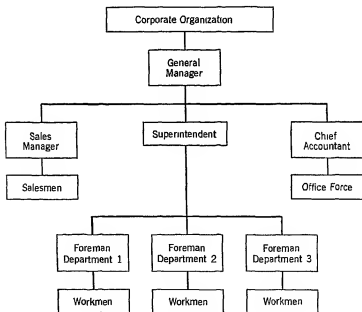 Corporate Organization
General
Manager
Sales
Manager
Superintendent
Chief
Accountant
Salesmen
Office Force
Foreman
Department 1
Foreman
Department 2
Foreman
Department 3
Workmen
Workmen
Workmen